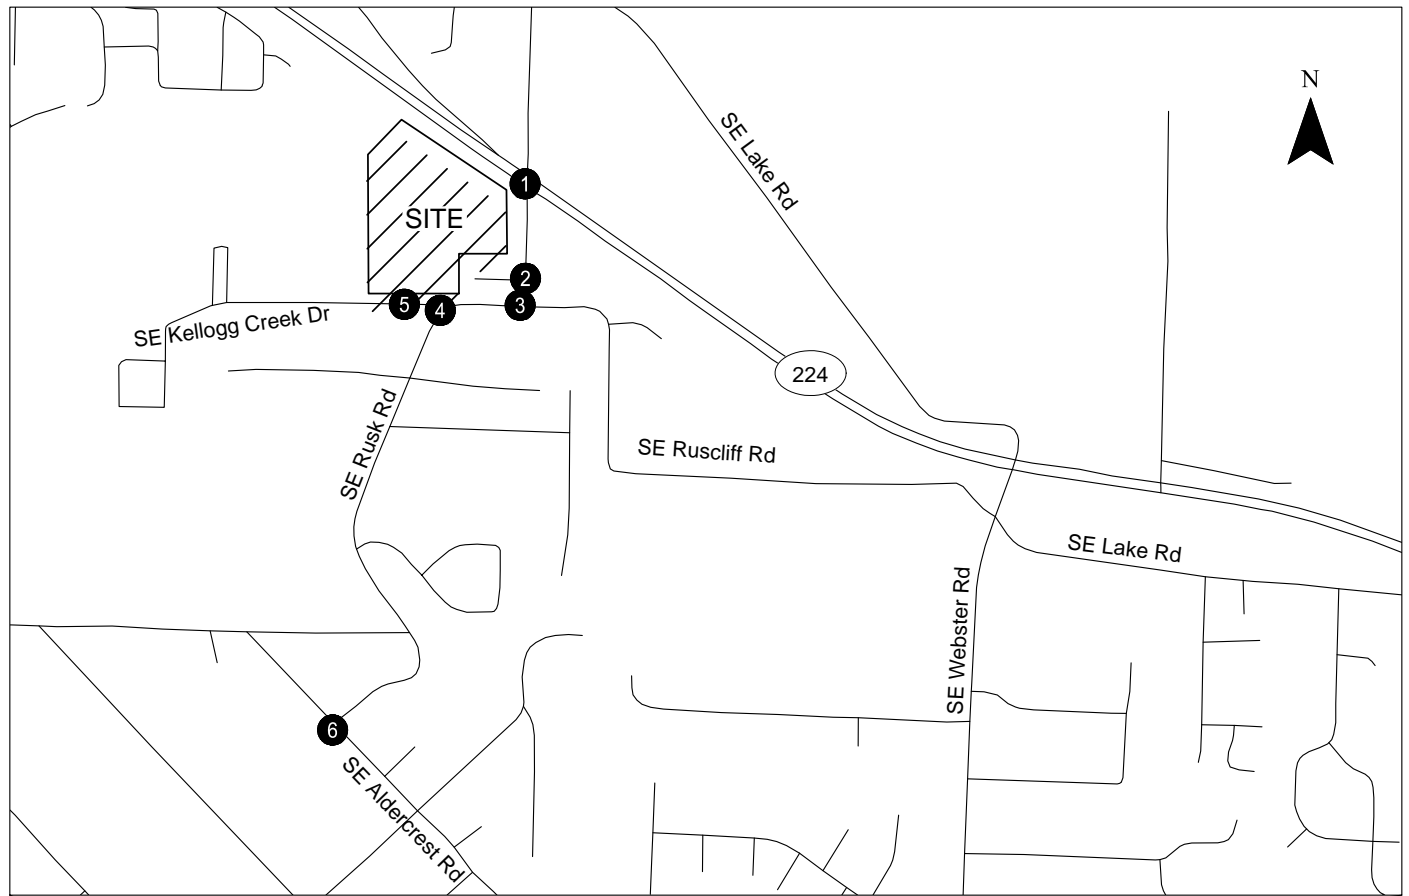 N
SE Lake Rd
1
SITE
2
5
4
3
SE Kellogg Creek Dr
224
SE Rusk Rd
SE Ruscliff Rd
SE Lake Rd
SE Webster Rd
6
SE Aldercrest Rd